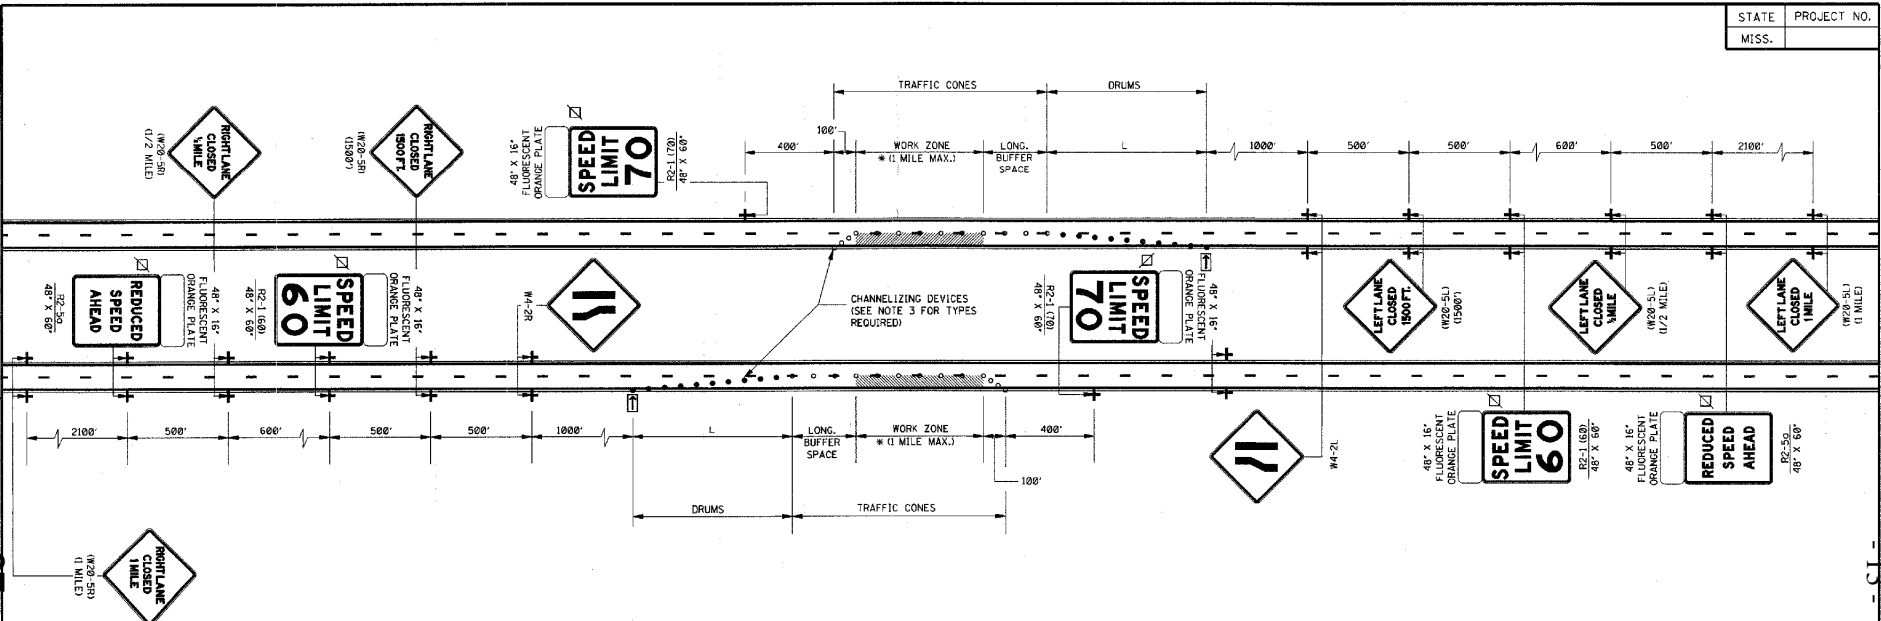 STATE PROJECT NO.
MISS.
TRAFFIC CONES
DRUMS
100'
400'
WORK ZONE
* (1 MILE MAX.)
LONG.
BUFFER
SPACE
L
1000'
500'
500'
600'
500'
2100'
(W20-5R)
(1/2 MILE)
RIGHT LANE
CLOSED
½ MILE
(W20-5R)
(1500')
RIGHT LANE
CLOSED
1500 FT.
48" X 16"
FLUORESCENT
ORANGE PLATE
SPEED
LIMIT
70
R2-1 (70)
48" X 60"
R2-5a
48" X 60"
REDUCED
SPEED
AHEAD
48" X 16"
FLUORESCENT
ORANGE PLATE
R2-1 (60)
48" X 60"
SPEED
LIMIT
60
48" X 16"
FLUORESCENT
ORANGE PLATE
W4-2R
CHANNELIZING DEVICES
(SEE NOTE 3 FOR TYPES
REQUIRED)
R2-1 (70)
48" X 60"
SPEED
LIMIT
70
48" X 16"
FLUORESCENT
ORANGE PLATE
LEFT LANE
CLOSED
1500 FT.
(W20-5L)
(1500')
LEFT LANE
CLOSED
½ MILE
(W20-5L)
(1/2 MILE)
LEFT LANE
CLOSED
1 MILE
(W20-5L)
(1 MILE)
2100'
500'
600'
500'
500'
1000'
L
LONG.
BUFFER
SPACE
WORK ZONE
* (1 MILE MAX.)
400'
100'
DRUMS
TRAFFIC CONES
W4-2L
48" X 16"
FLUORESCENT
ORANGE PLATE
SPEED
LIMIT
60
R2-1 (60)
48" X 60"
48" X 16"
FLUORESCENT
ORANGE PLATE
REDUCED
SPEED
AHEAD
R2-5a
48" X 60"
(W20-5R)
(1 MILE)
RIGHT LANE
CLOSED
1 MILE